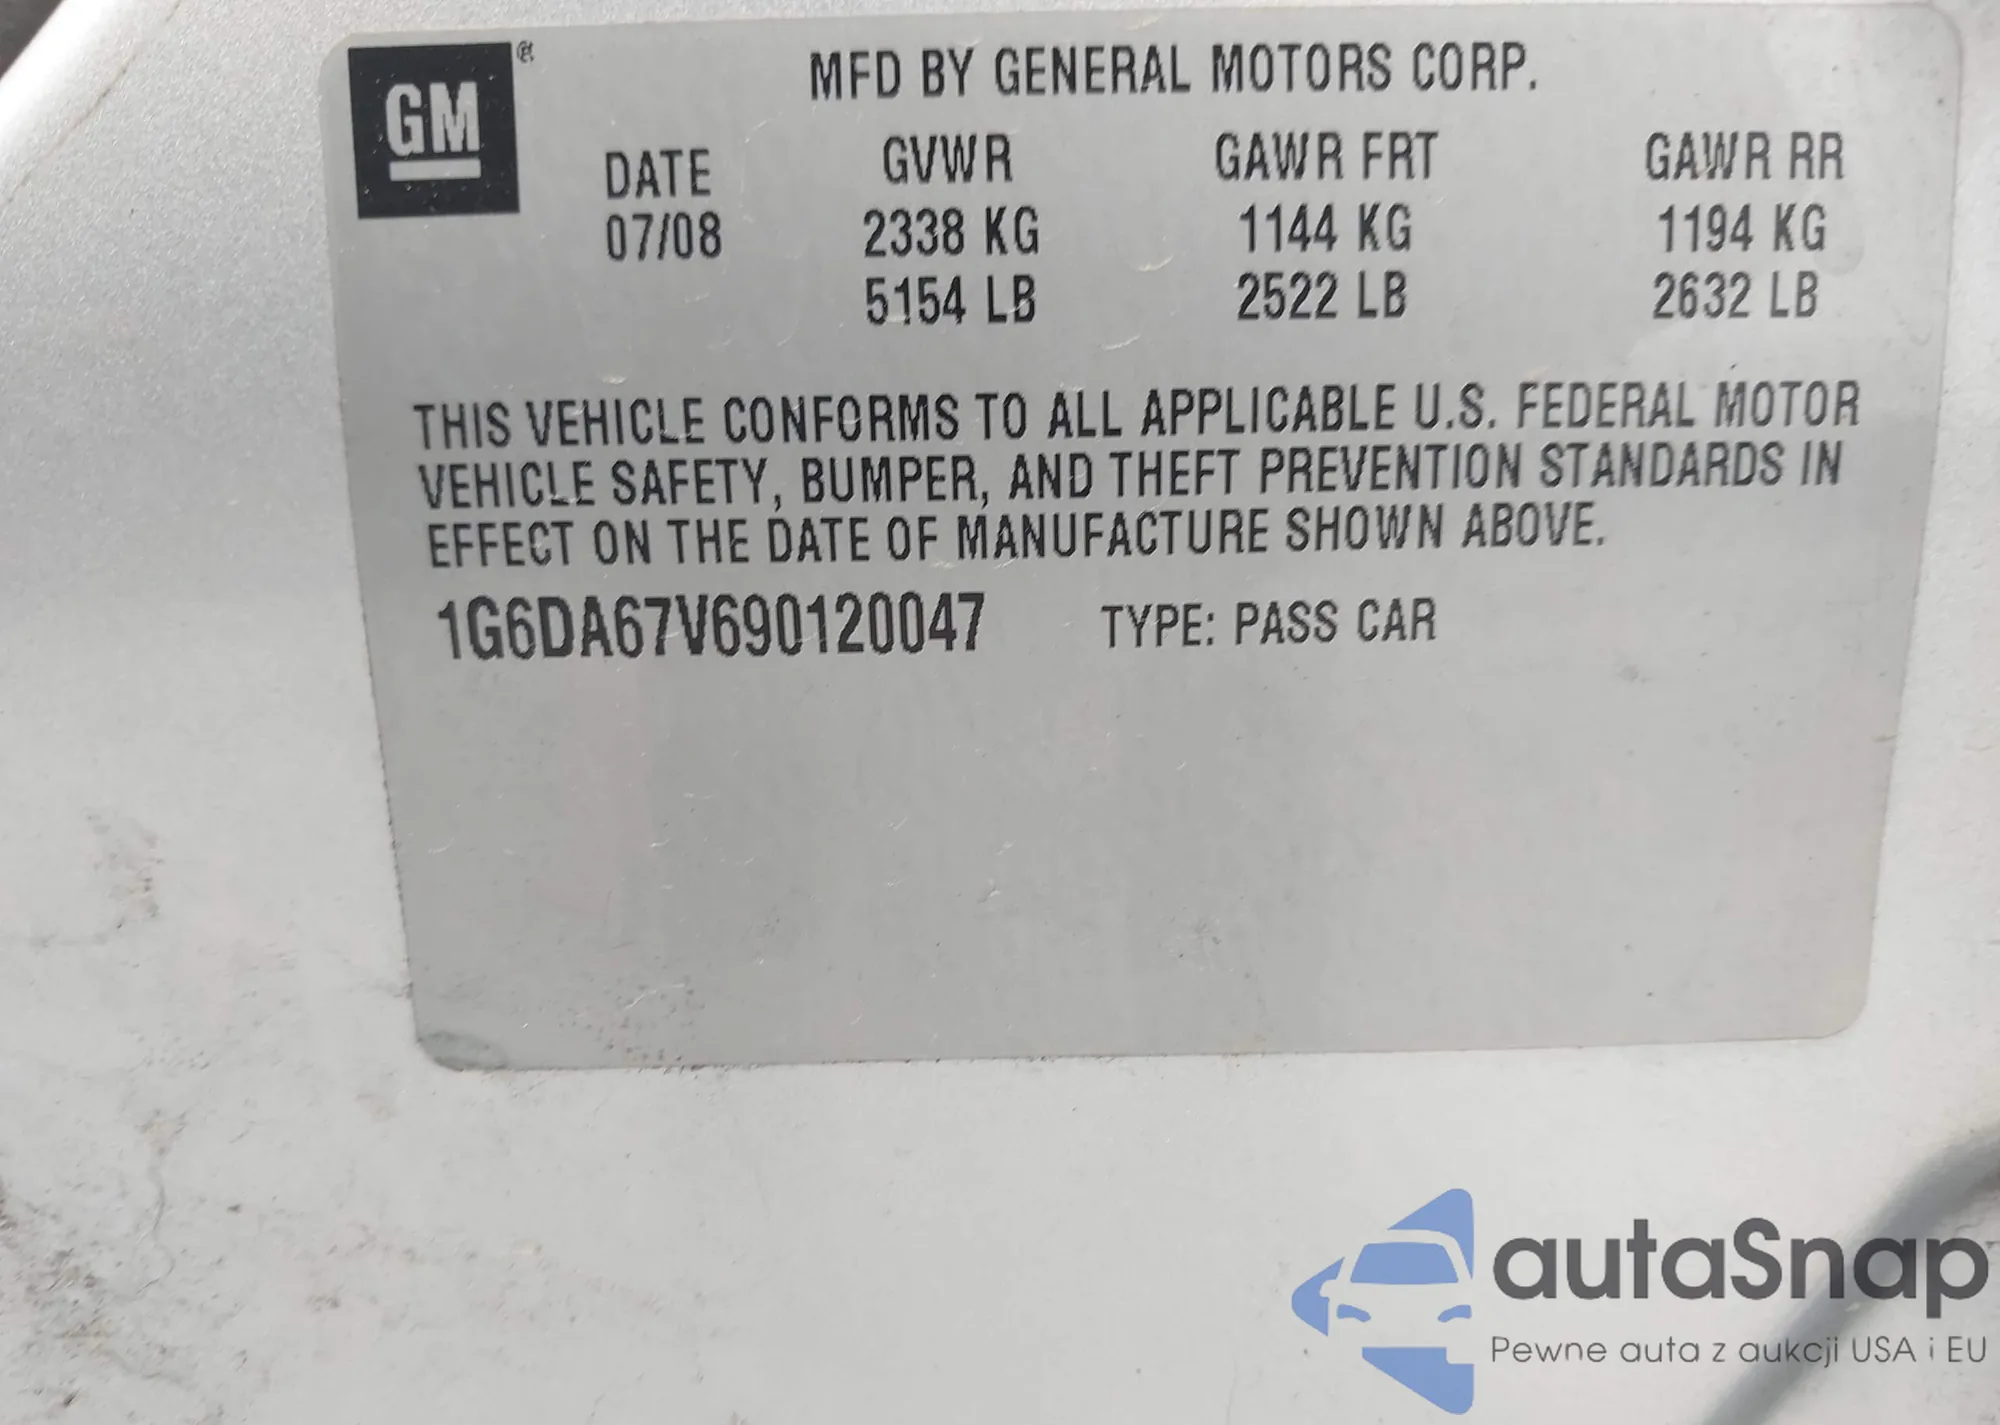 GM®
MFD BY GENERAL MOTORS CORP.
DATE GVWR GAWR FRT GAWR RR
07/08 2338 KG 1144 KG 1194 KG
5154 LB 2522 LB 2632 LB
THIS VEHICLE CONFORMS TO ALL APPLICABLE U.S. FEDERAL MOTOR
VEHICLE SAFETY, BUMPER, AND THEFT PREVENTION STANDARDS IN
EFFECT ON THE DATE OF MANUFACTURE SHOWN ABOVE.
1G6DA67V690120047 TYPE: PASS CAR
autaSnap
Pewne auta z aukcji USA i EU